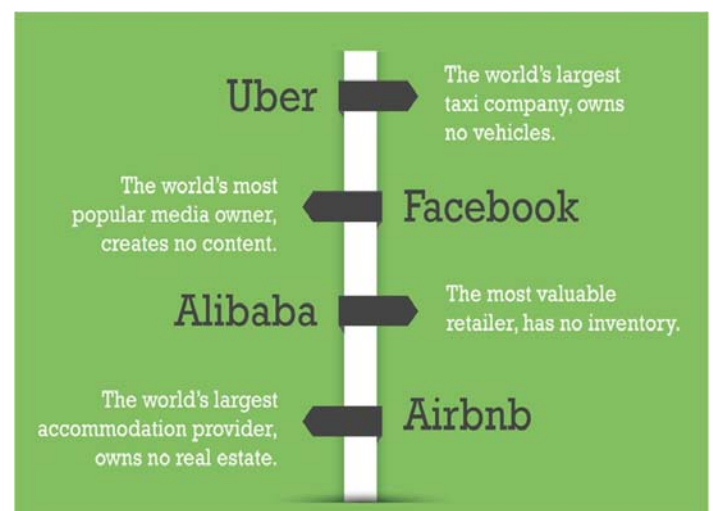 Uber
The world's largest
taxi company, owns
no vehicles.
The world's most
popular media owner,
creates no content.
Facebook
Alibaba
The most valuable
retailer, has no inventory.
The world's largest
accommodation provider,
owns no real estate.
Airbnb